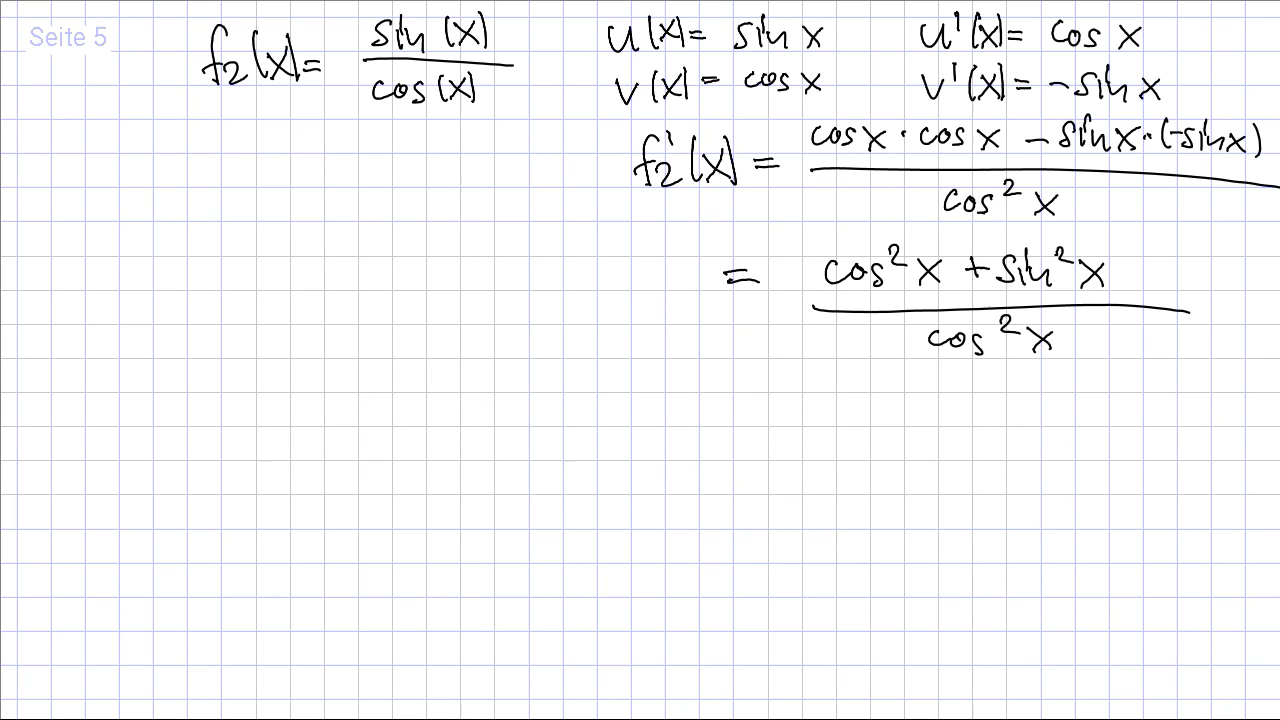 Seite 5
f₂(x) = sin(x) / cos(x)    u(x) = sin x    u'(x) = cos x
v(x) = cos x    v'(x) = -sin x
f₂'(x) = (cos x · cos x - sin x · (-sin x)) / cos² x
= (cos² x + sin² x) / cos² x